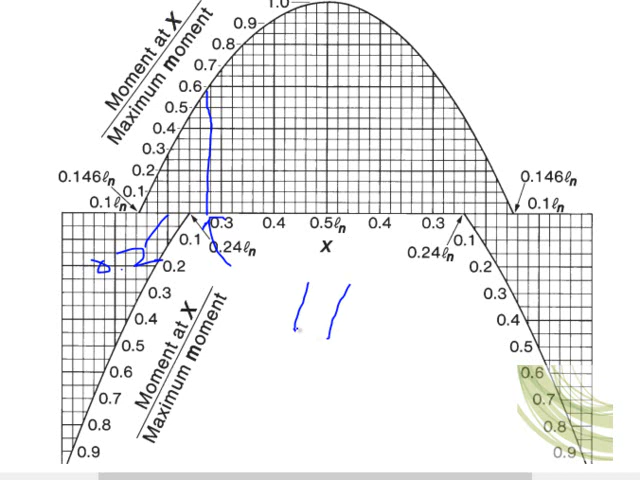 1.0
0.9
0.8
0.7
0.6
0.5
0.4
0.3
0.2
0.1
Moment at X
Maximum moment
0.146ℓn
0.1ℓn
0.146ℓn
0.1ℓn
0.3 0.4 0.5ℓn 0.4 0.3
0.24ℓn
x
0.24ℓn
0.2
0.1
0.2
0.3
0.4
0.5
0.6
0.7
0.8
0.9
Moment at X
Maximum moment
0.1
0.2
0.3
0.4
0.5
0.6
0.7
0.8
0.9
11